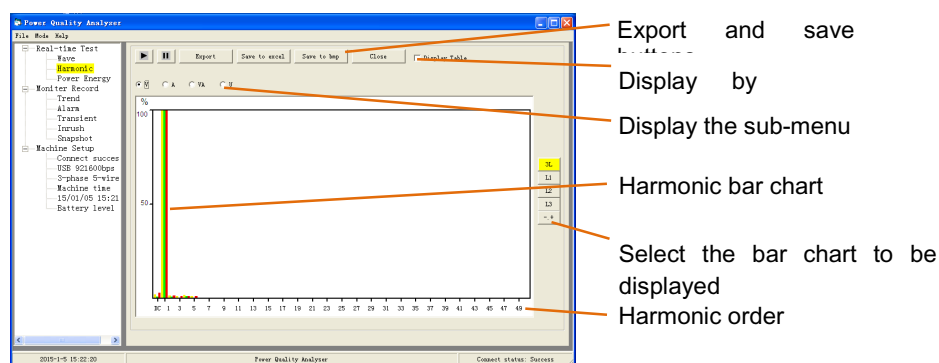 Power Quality Analyser
File Mode Help
Real-time Test
Wave
Harmonic
Power Energy
Moniter Record
Trend
Alarm
Transient
Inrush
Snapshot
Machine Setup
Connect succes
USB 921600bps
3-phase 5-wire
Machine time
15/01/05 15:21
Battery level
Export Save to excel Save to bmp Close Display Table
V A VA U
%
100
50
DC 1 3 5 7 9 11 13 15 17 19 21 23 25 27 29 31 33 35 37 39 41 43 45 47 49
3L
L1
L2
L3
-_+
2015-1-5 15:22:20 Power Quality Analyser Connect status: Success
Export and save
Display by
Display the sub-menu
Harmonic bar chart
Select the bar chart to be
displayed
Harmonic order